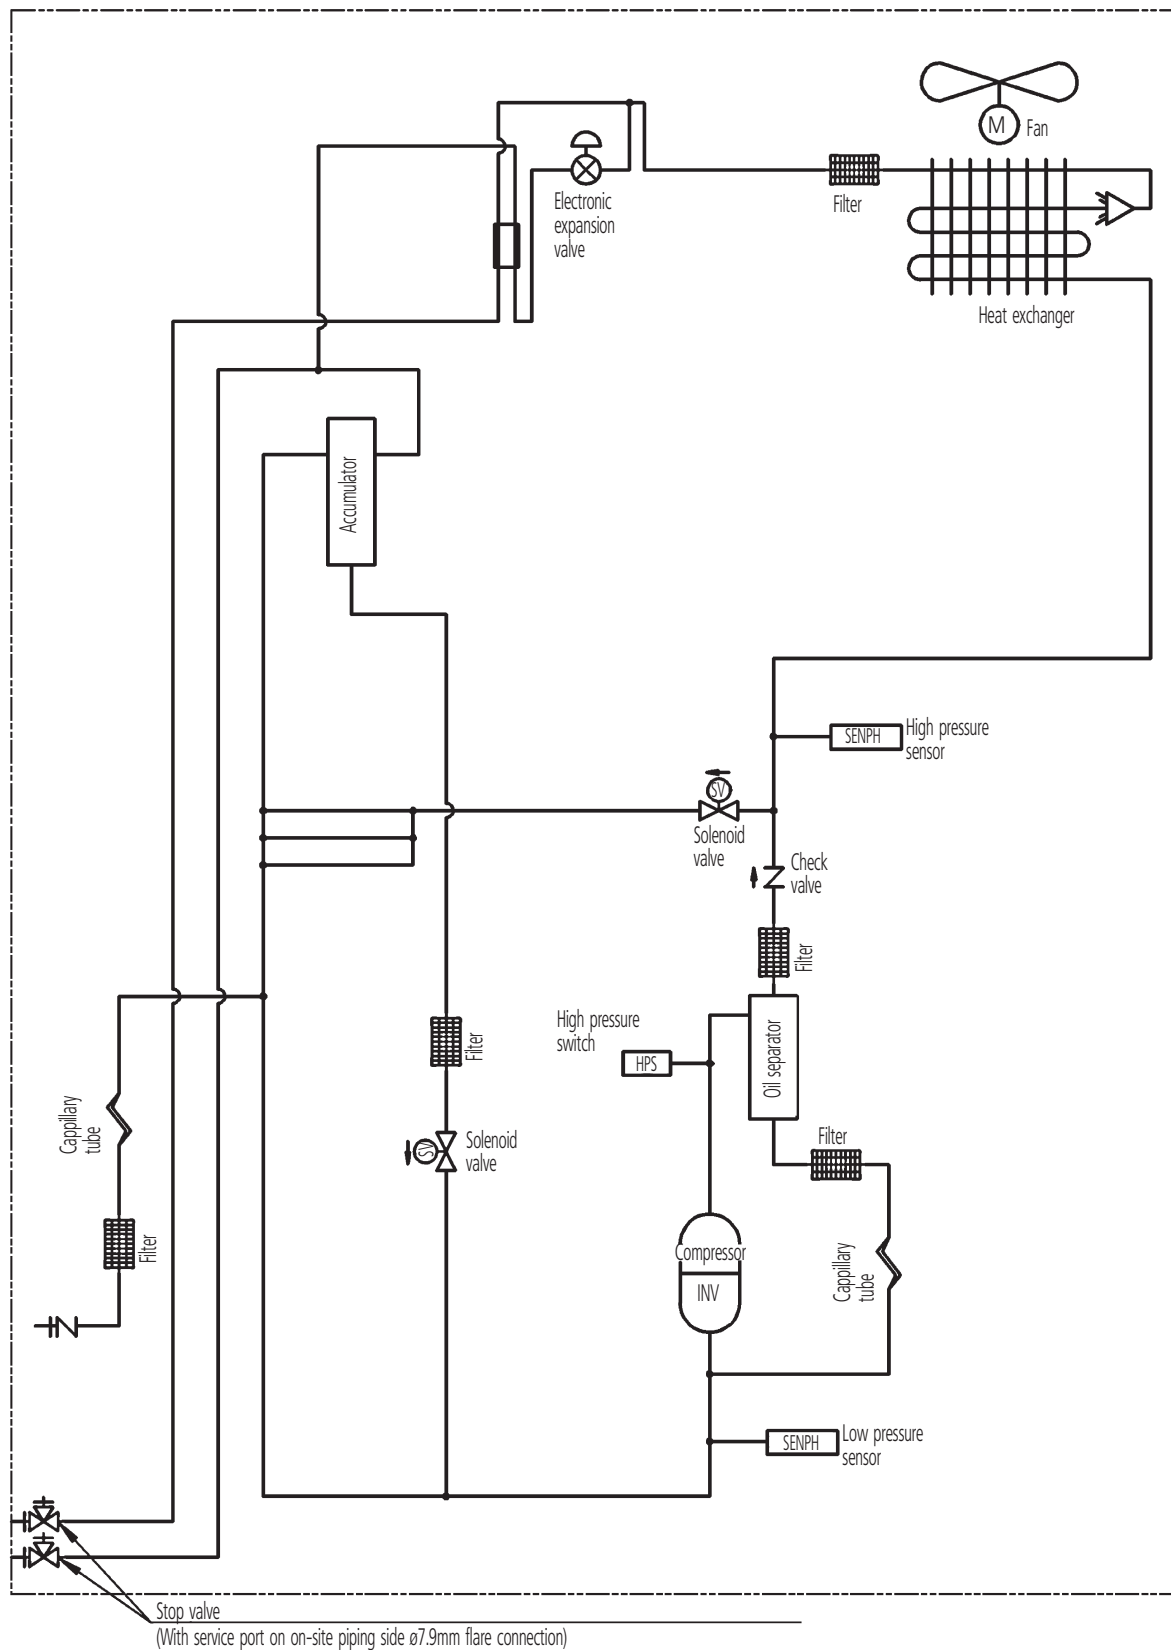 M
Fan
Electronic
expansion
valve
Filter
Heat exchanger
Accumulator
SENPH
High pressure
sensor
SV
Solenoid
valve
Check
valve
Filter
High pressure
switch
HPS
Oil separator
Filter
Cappillary
tube
SV
Solenoid
valve
Filter
Filter
Compressor
INV
Cappillary
tube
SENPH
Low pressure
sensor
Stop valve
(With service port on on-site piping side ø7.9mm flare connection)